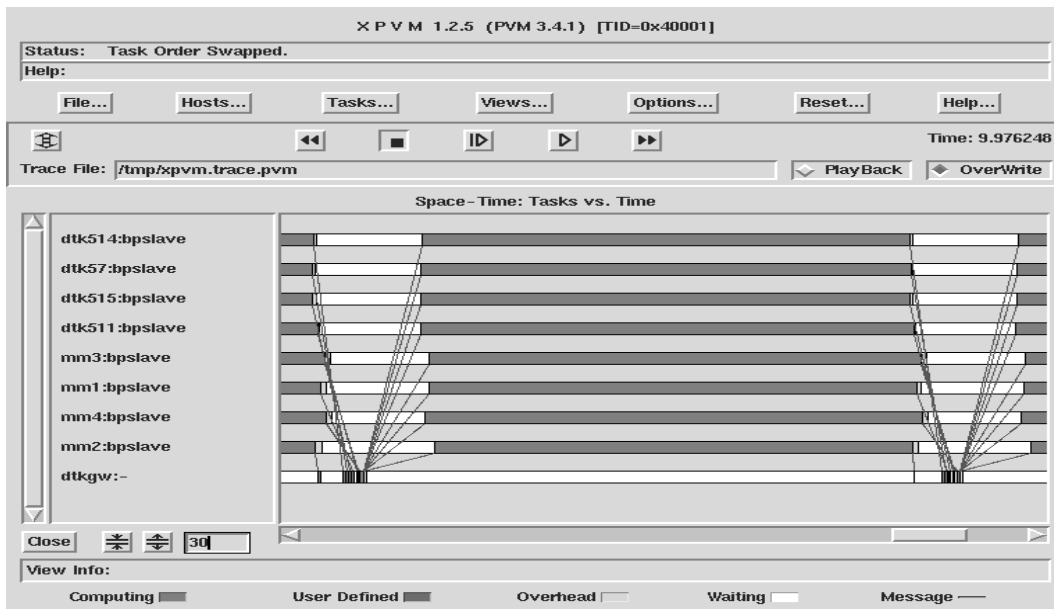 X P V M 1.2.5 (PVM 3.4.1) [TID=0x40001]
Status: Task Order Swapped.
Help:
File... Hosts... Tasks... Views... Options... Reset... Help...
Time: 9.976248
Trace File: /tmp/xpvm.trace.pvm PlayBack OverWrite
Space-Time: Tasks vs. Time
dtk514:bpslave
dtk57:bpslave
dtk515:bpslave
dtk511:bpslave
mm3:bpslave
mm1:bpslave
mm4:bpslave
mm2:bpslave
dtkgw:-
Close 30
View Info:
Computing User Defined Overhead Waiting Message